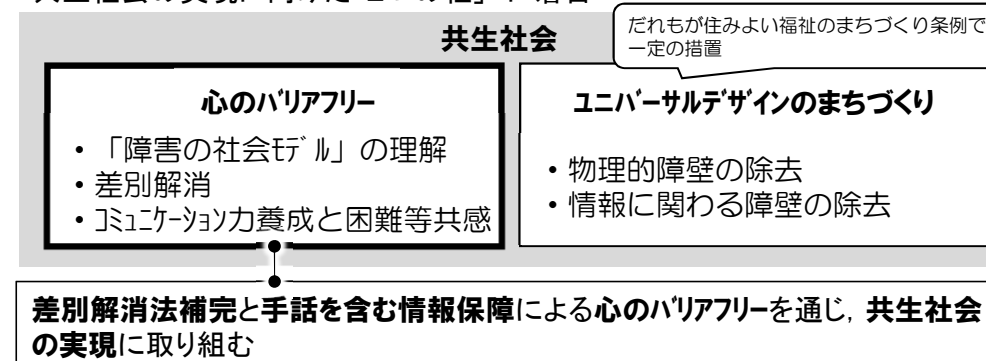 共生社会
だれもが住みよい福祉のまちづくり条例で
一定の措置
心のﾊﾞﾘｱﾌﾘｰ
・「障害の社会ﾓﾃﾞﾙ」の理解
・差別解消
・ｺﾐｭﾆｹｰｼｮﾝ力養成と困難等共感
ﾕﾆﾊﾞｰｻﾙﾃﾞｻﾞｲﾝのまちづくり
・物理的障壁の除去
・情報に関わる障壁の除去
差別解消法補完と手話を含む情報保障による心のﾊﾞﾘｱﾌﾘｰを通じ，共生社会
の実現に取り組む